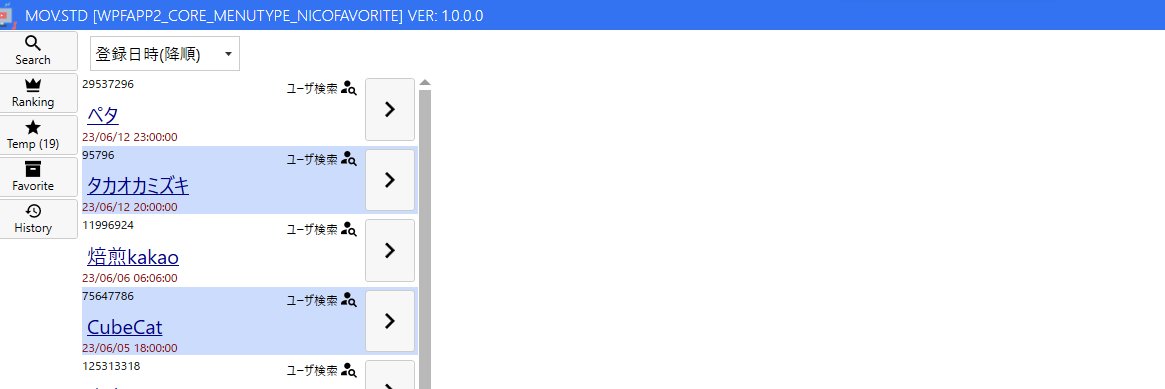 MOV.STD [WPFAPP2_CORE_MENUTYPE_NICOFAVORITE] VER: 1.0.0.0
Search
Ranking
Temp (19)
Favorite
History
登録日時(降順)
29537296
ユーザ検索
ペタ
23/06/12 23:00:00
95796
ユーザ検索
タカオカミズキ
23/06/12 20:00:00
11996924
ユーザ検索
焙煎kakao
23/06/06 06:06:00
75647786
ユーザ検索
CubeCat
23/06/05 18:00:00
125313318
ユーザ検索